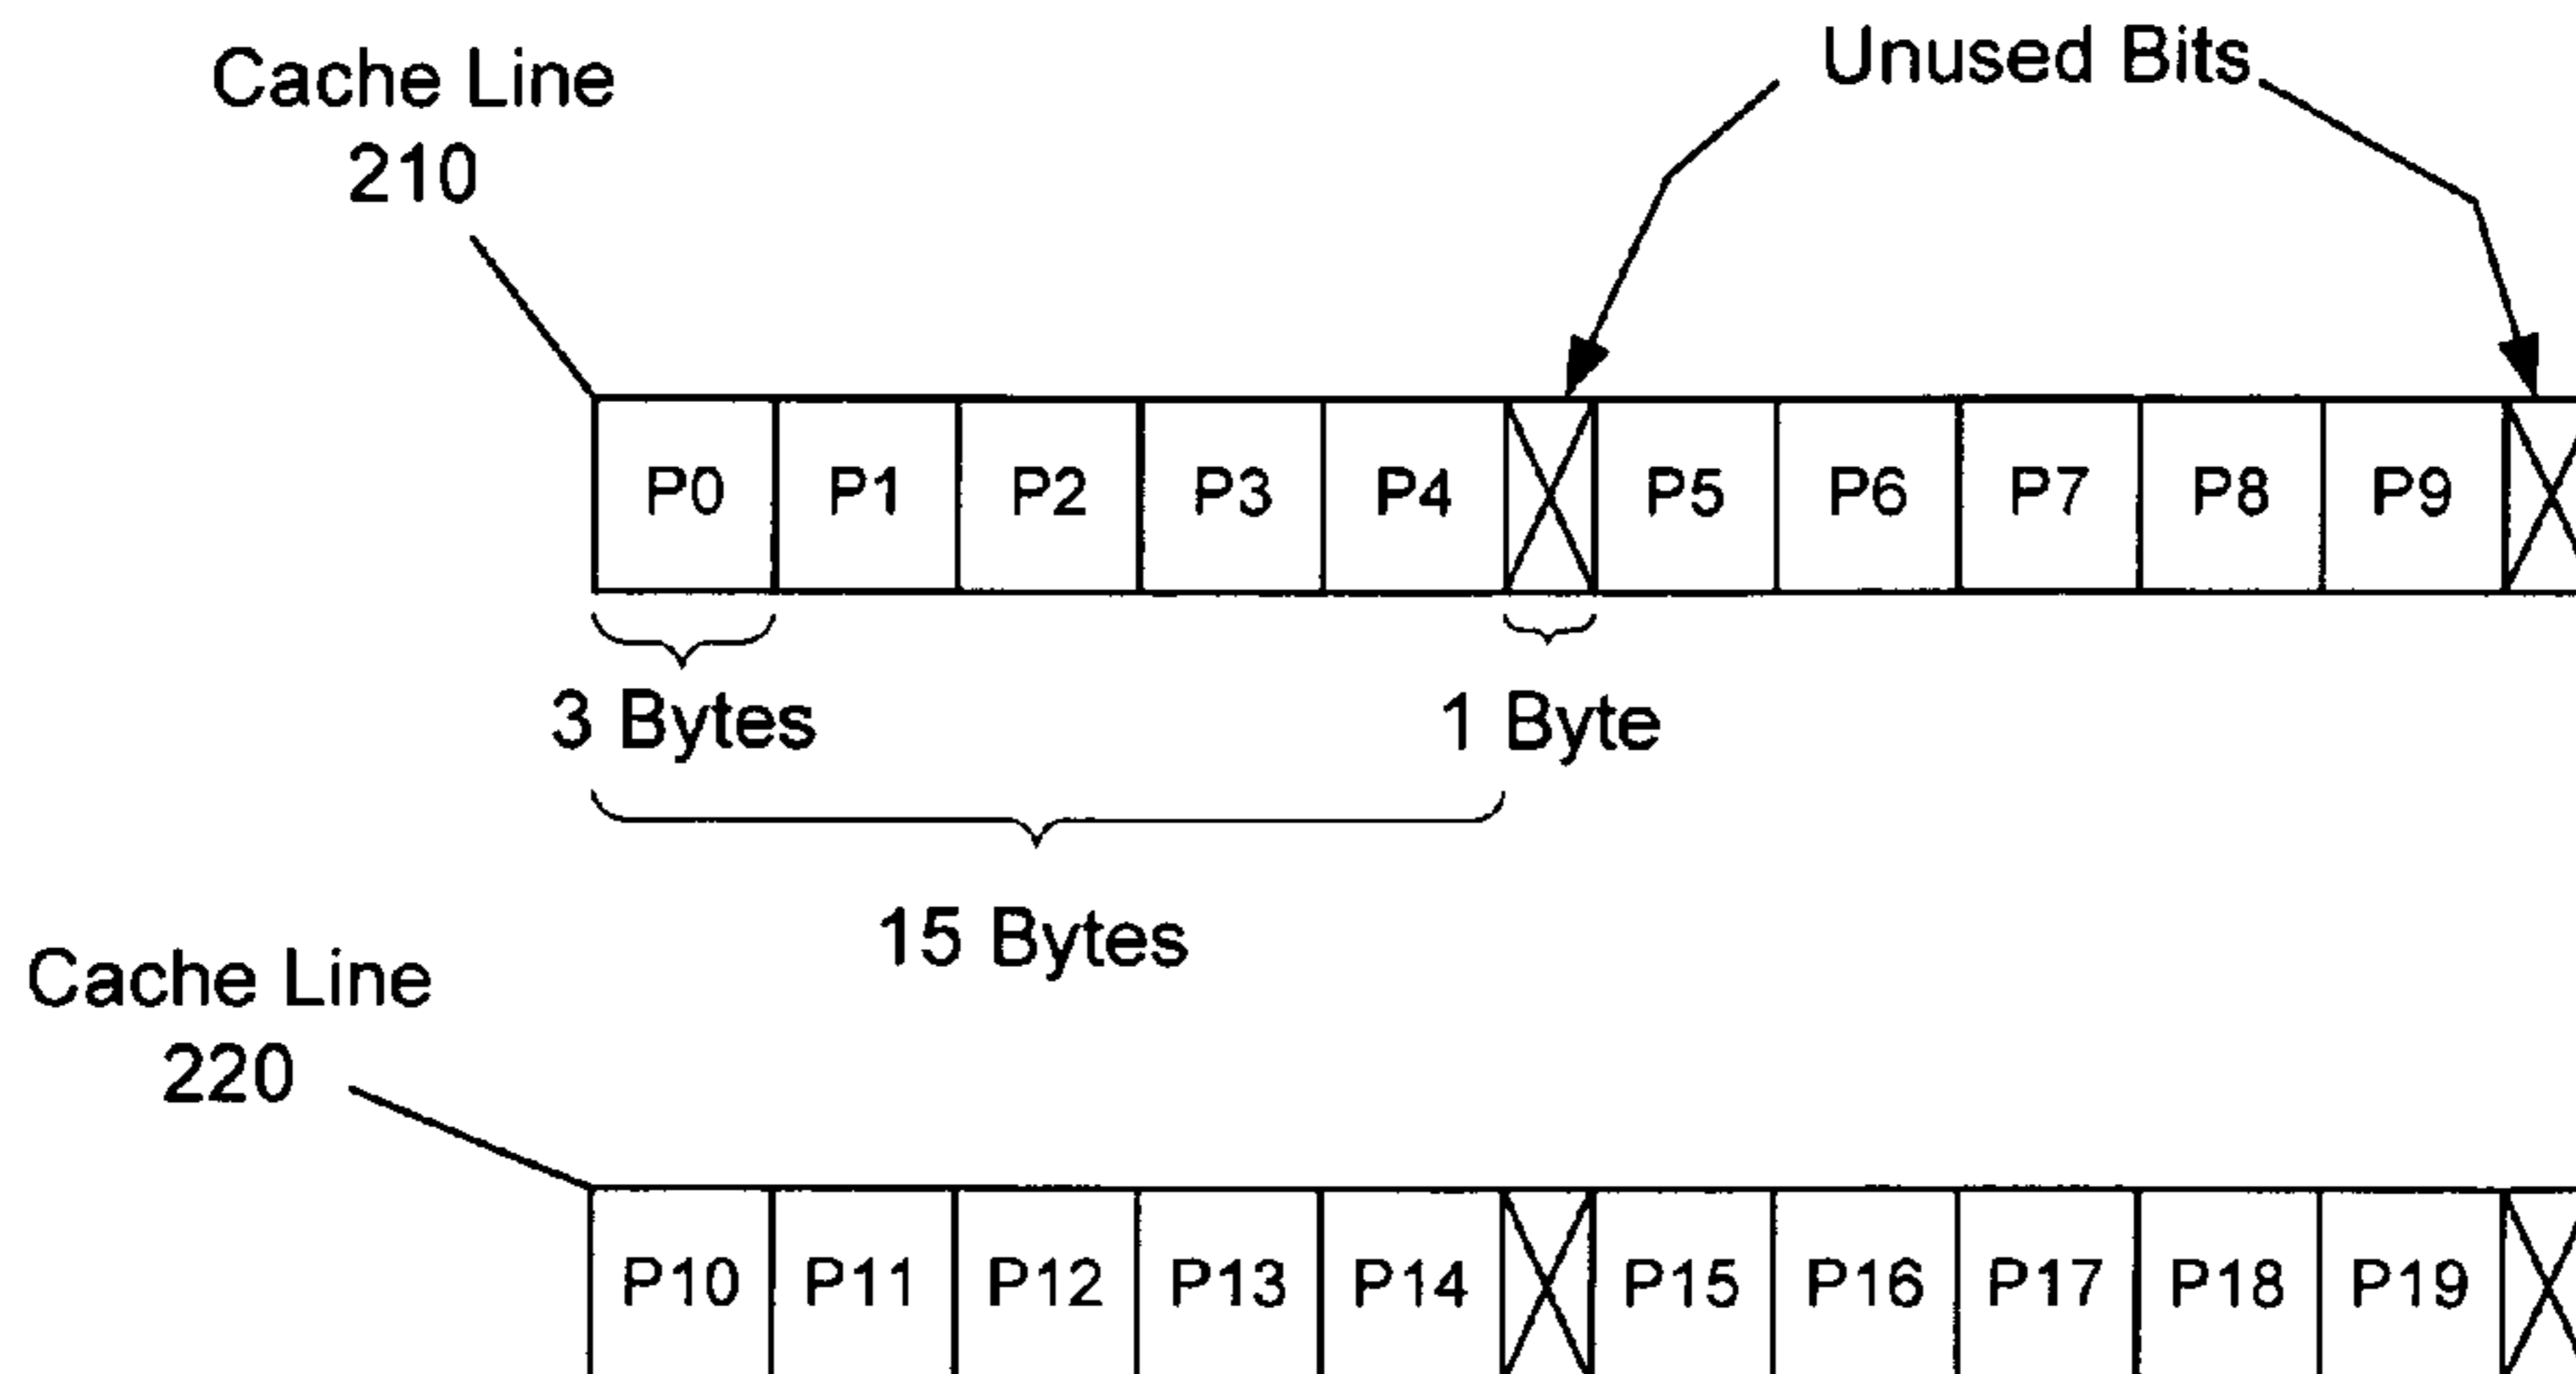 Unused Bits
Cache Line
210
P0 P1 P2 P3 P4 P5 P6 P7 P8 P9
3 Bytes 1 Byte
15 Bytes
Cache Line
220
P10 P11 P12 P13 P14 P15 P16 P17 P18 P19